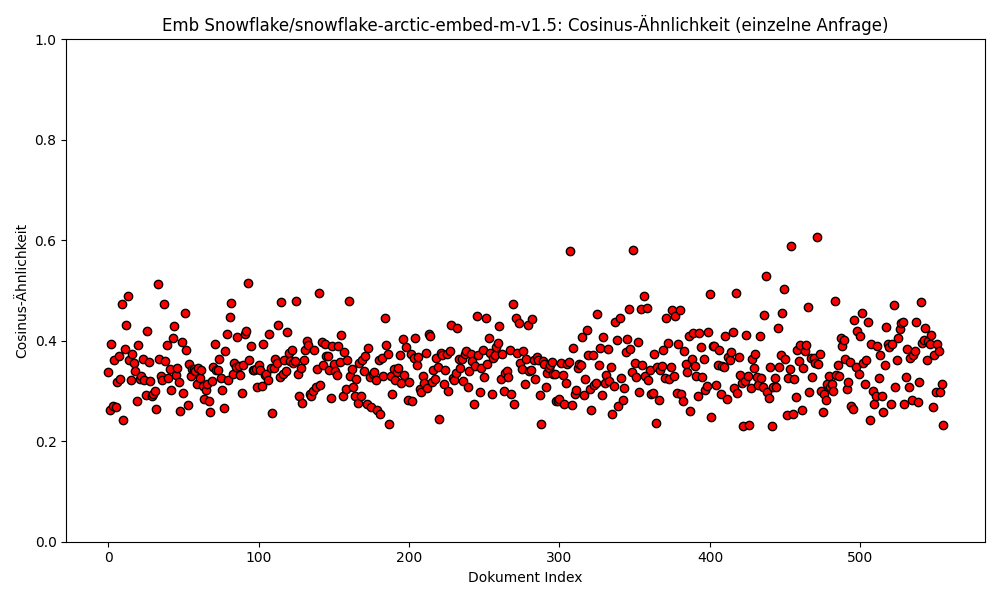 Emb Snowflake/snowflake-arctic-embed-m-v1.5: Cosinus-Ähnlichkeit (einzelne Anfrage)
1.0
0.8
0.6
0.4
0.2
0.0
Cosinus-Ähnlichkeit
0 100 200 300 400 500
Dokument Index